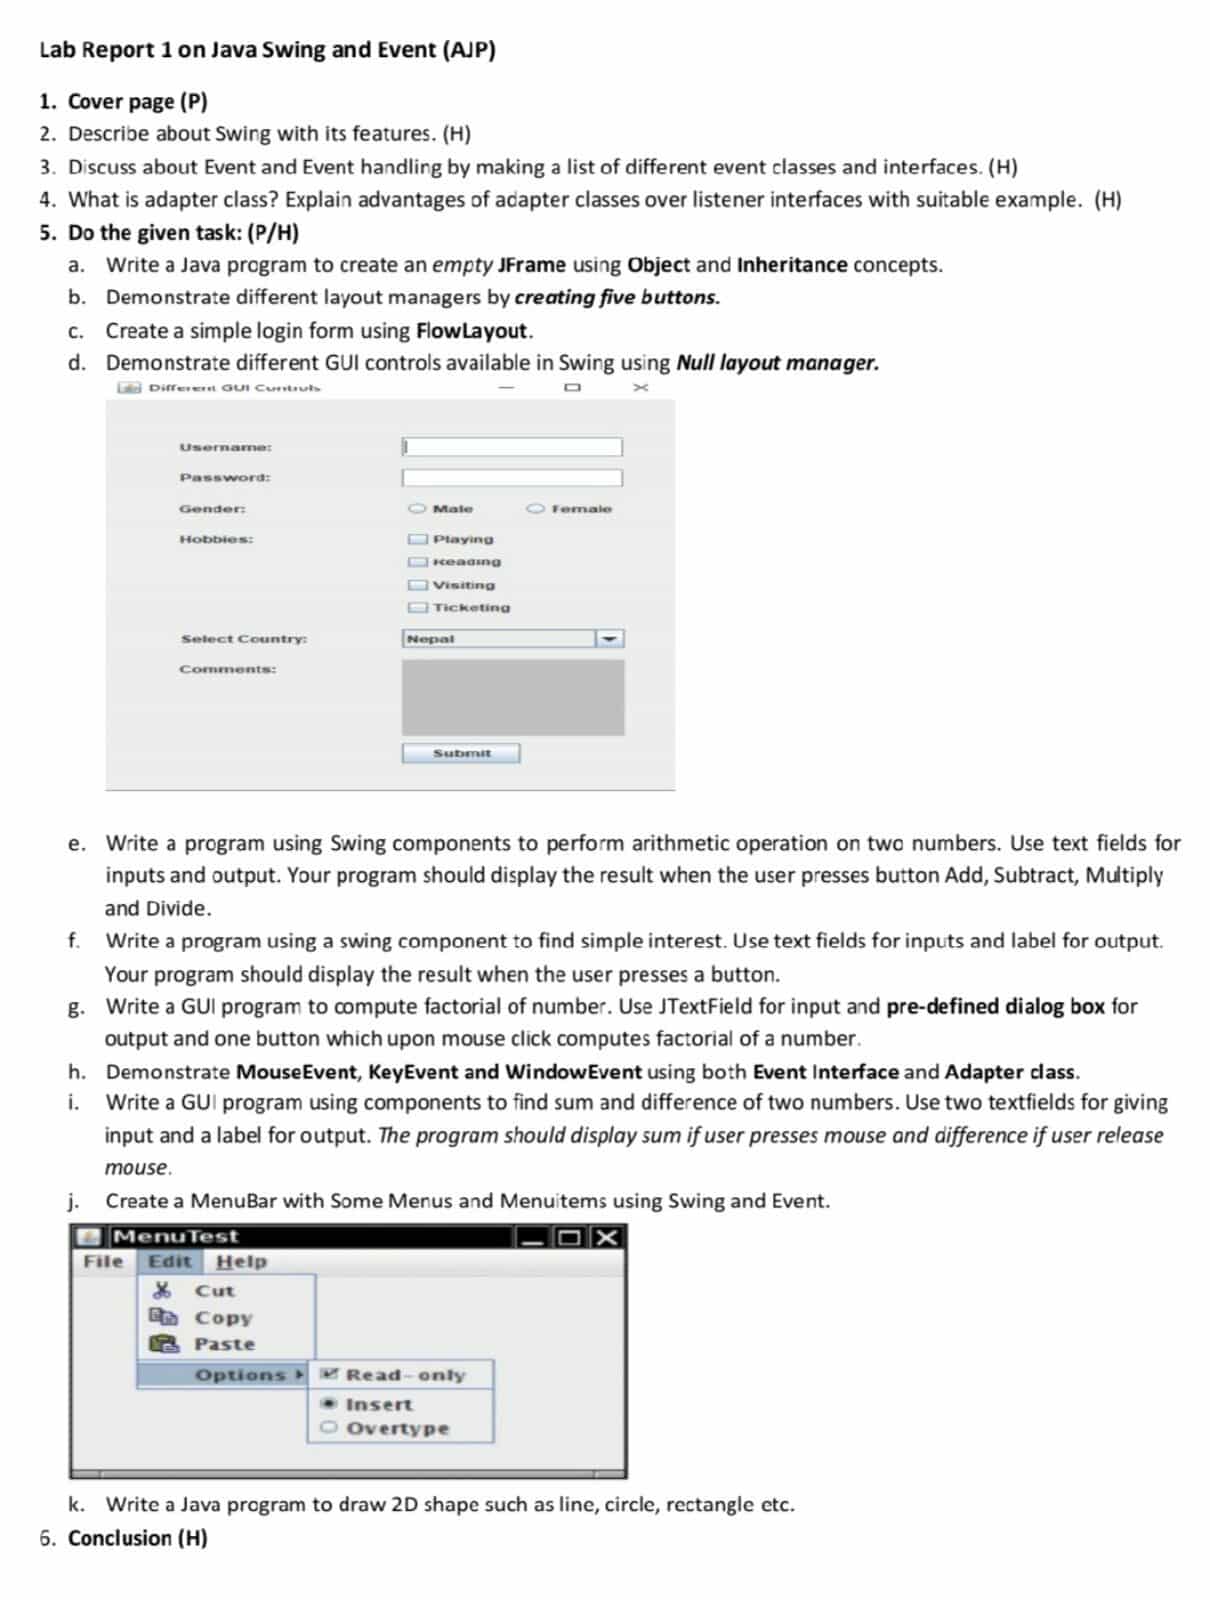 Lab Report 1 on Java Swing and Event (AJP)
1. Cover page (P)
2. Describe about Swing with its features. (H)
3. Discuss about Event and Event handling by making a list of different event classes and interfaces. (H)
4. What is adapter class? Explain advantages of adapter classes over listener interfaces with suitable example. (H)
5. Do the given task: (P/H)
a. Write a Java program to create an empty JFrame using Object and Inheritance concepts.
b. Demonstrate different layout managers by creating five buttons.
c. Create a simple login form using FlowLayout.
d. Demonstrate different GUI controls available in Swing using Null layout manager.
Different GUI Controls
Username:
Password:
Gender: Male Female
Hobbies: Playing
Reading
Visiting
Ticketing
Select Country: Nepal
Comments:
Submit
e. Write a program using Swing components to perform arithmetic operation on two numbers. Use text fields for
inputs and output. Your program should display the result when the user presses button Add, Subtract, Multiply
and Divide.
f. Write a program using a swing component to find simple interest. Use text fields for inputs and label for output.
Your program should display the result when the user presses a button.
g. Write a GUI program to compute factorial of number. Use JTextField for input and pre-defined dialog box for
output and one button which upon mouse click computes factorial of a number.
h. Demonstrate MouseEvent, KeyEvent and WindowEvent using both Event Interface and Adapter class.
i. Write a GUI program using components to find sum and difference of two numbers. Use two textfields for giving
input and a label for output. The program should display sum if user presses mouse and difference if user release
mouse.
j. Create a MenuBar with Some Menus and Menuitems using Swing and Event.
MenuTest
File Edit Help
Cut
Copy
Paste
Options Read-only
Insert
Overtype
k. Write a Java program to draw 2D shape such as line, circle, rectangle etc.
6. Conclusion (H)